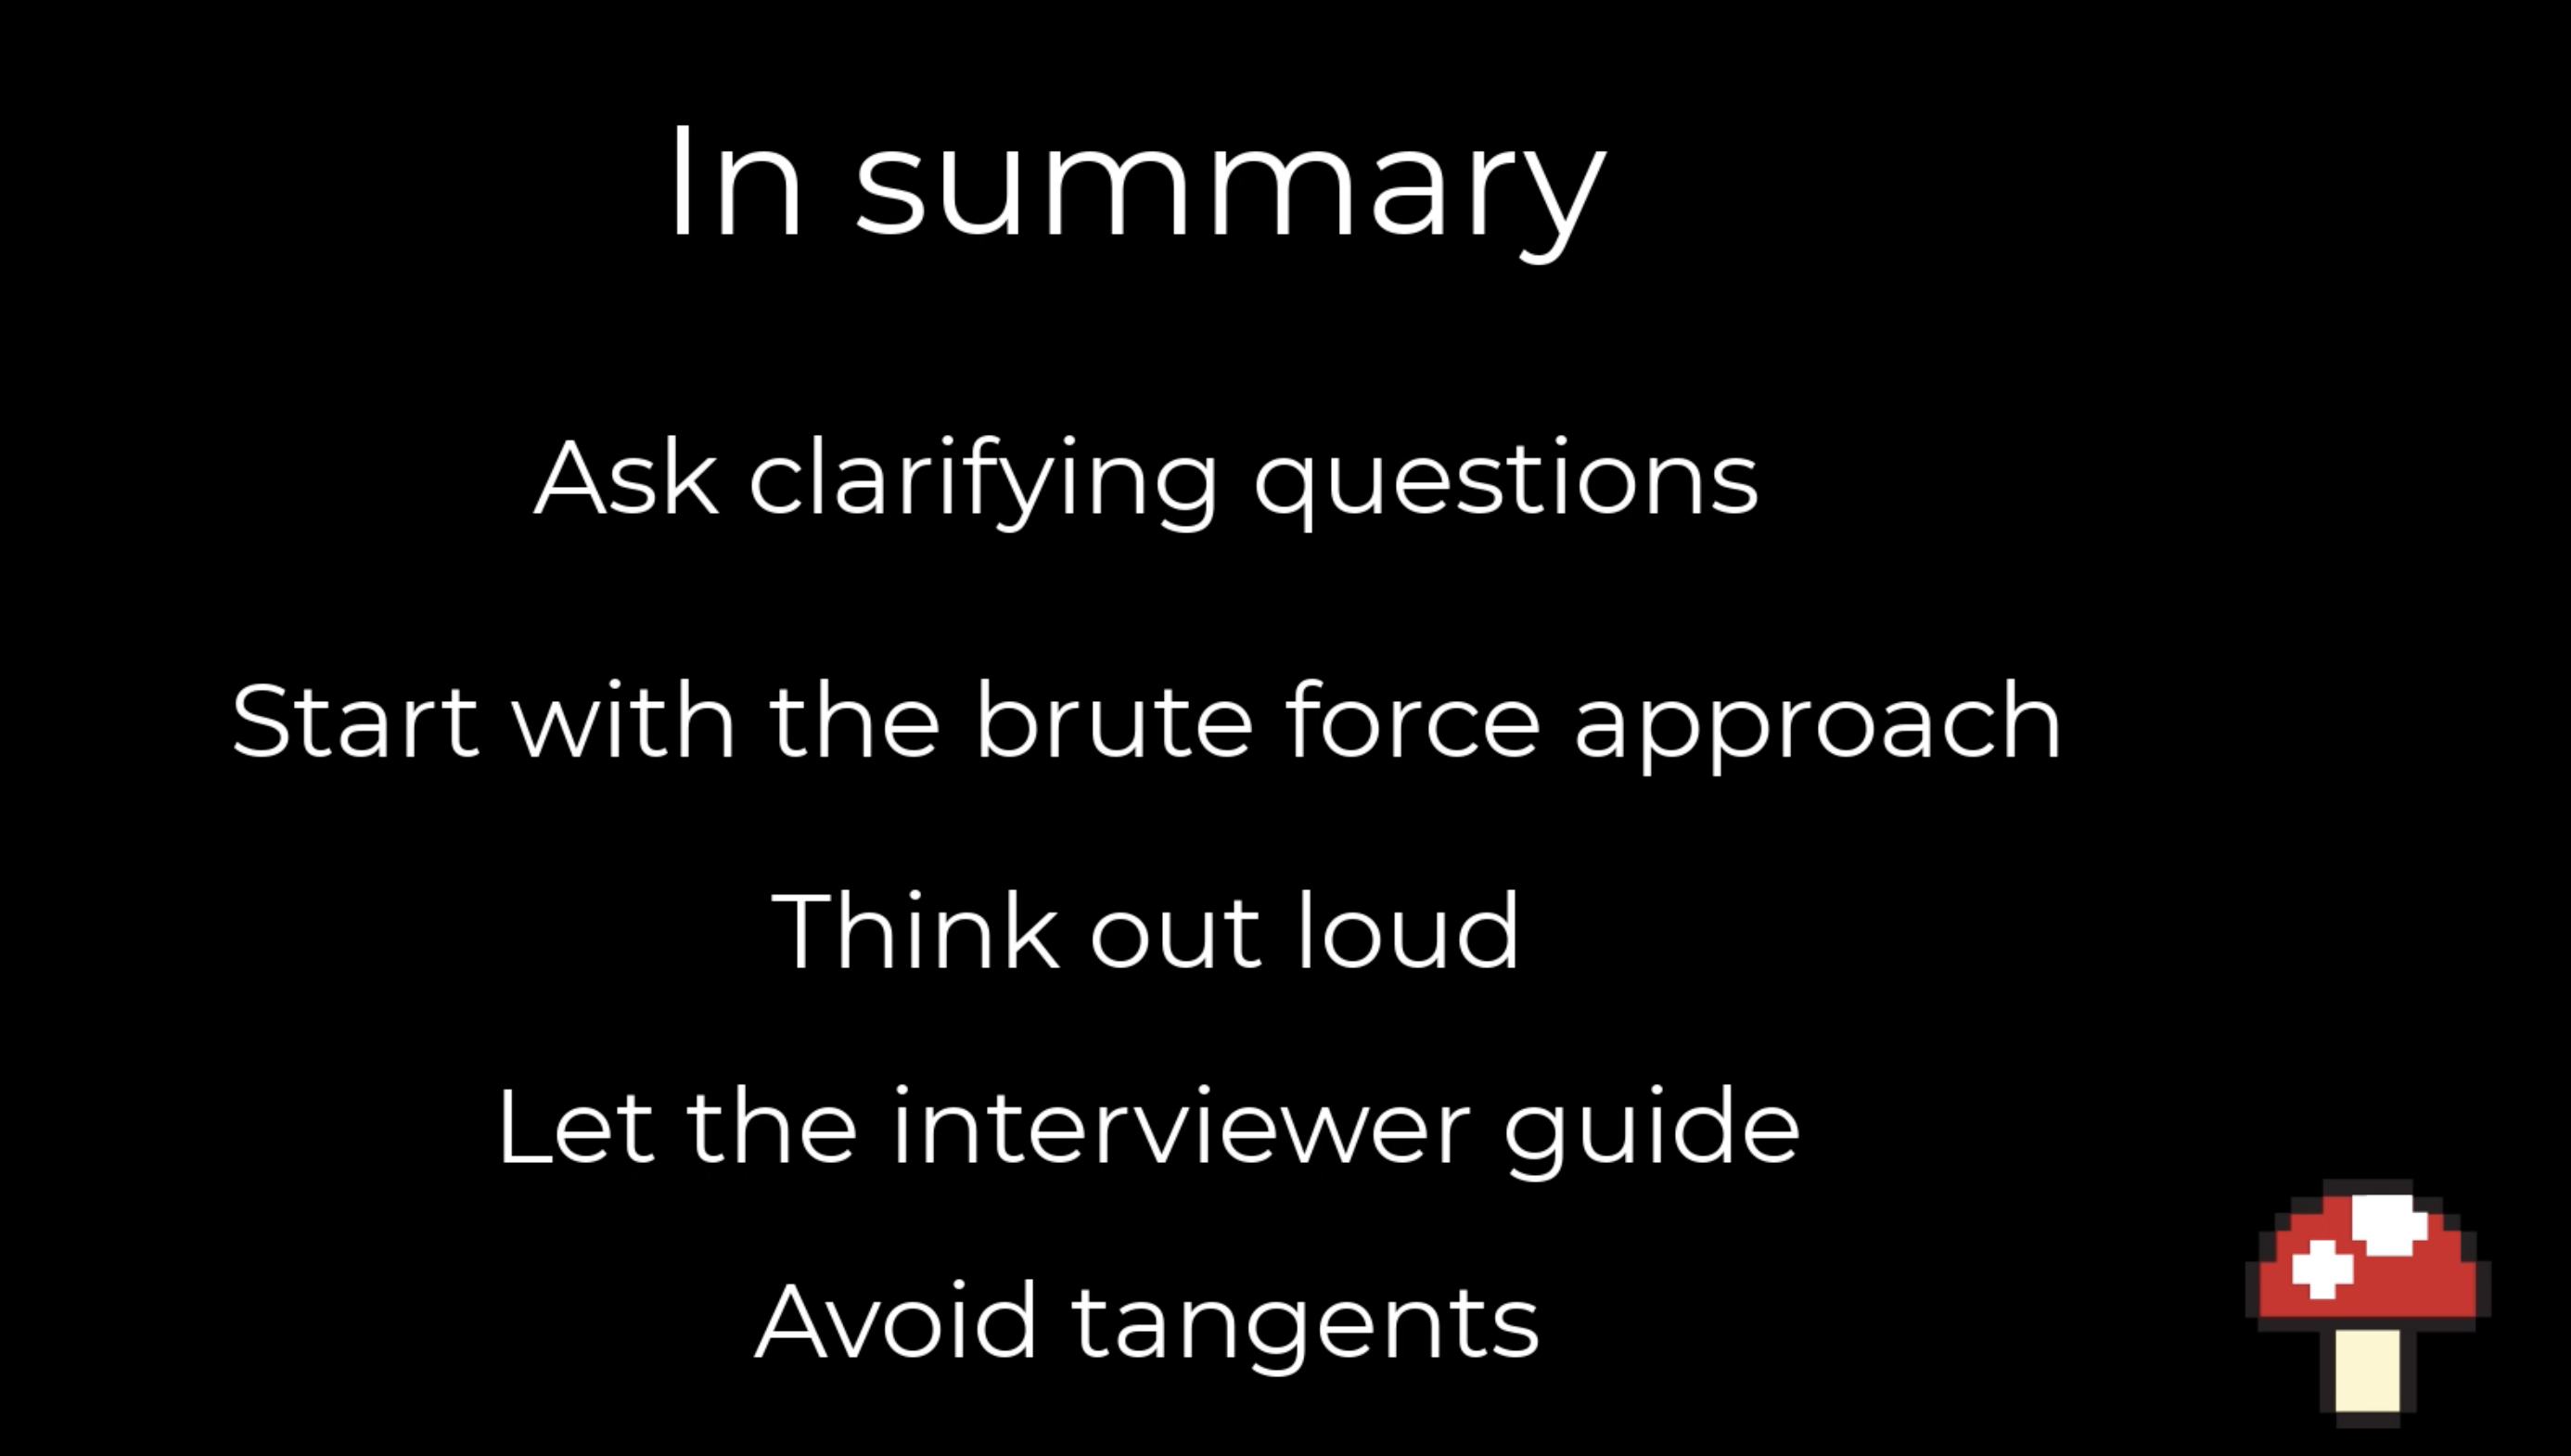 In summary
Ask clarifying questions
Start with the brute force approach
Think out loud
Let the interviewer guide
Avoid tangents